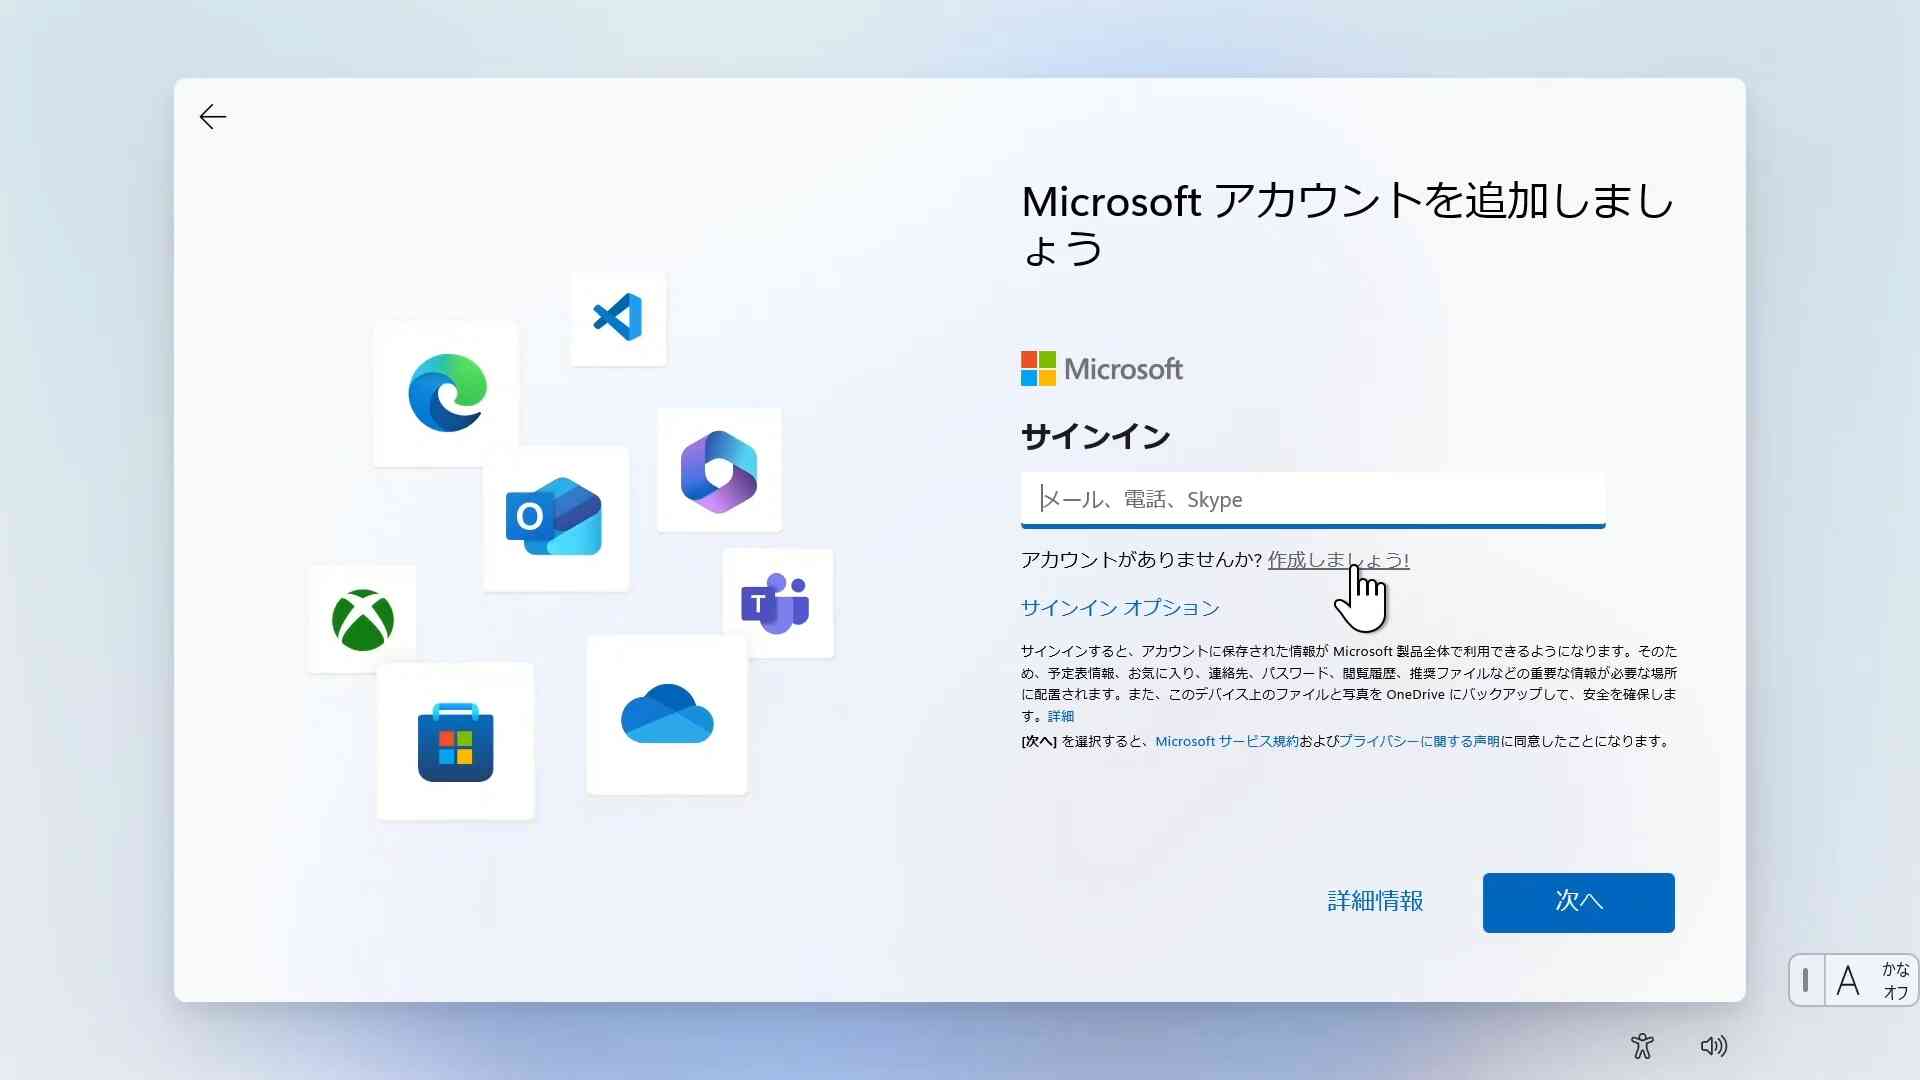 Microsoft アカウントを追加しまし
ょう
Microsoft
サインイン
メール、電話、Skype
アカウントがありませんか? 作成しましょう!
サインイン オプション
サインインすると、アカウントに保存された情報が Microsoft 製品全体で利用できるようになります。そのた
め、予定表情報、お気に入り、連絡先、パスワード、閲覧履歴、推奨ファイルなどの重要な情報が必要な場所
に配置されます。また、このデバイス上のファイルと写真を OneDrive にバックアップして、安全を確保しま
す。詳細
[次へ] を選択すると、Microsoft サービス規約およびプライバシーに関する声明に同意したことになります。
O
T
詳細情報
次へ
A
かな
オフ